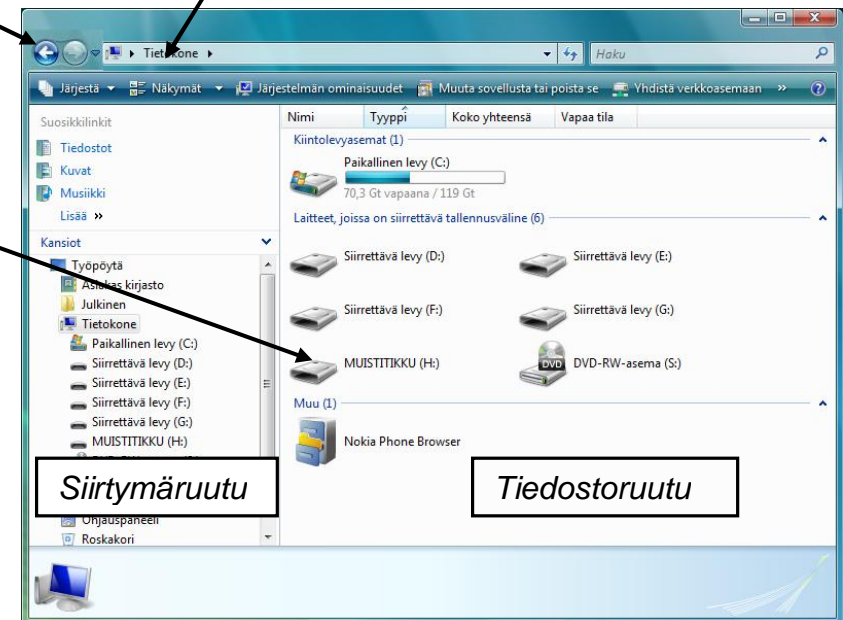 Tietokone
Haku
Järjestä Näkymät Järjestelmän ominaisuudet Muuta sovellusta tai poista se Yhdistä verkkoasemaan »
Suosikkilinkit
Tiedostot
Kuvat
Musiikki
Lisää »
Kansiot
Työpöytä
Asiakas kirjasto
Julkinen
Tietokone
Paikallinen levy (C:)
Siirrettävä levy (D:)
Siirrettävä levy (E:)
Siirrettävä levy (F:)
Siirrettävä levy (G:)
MUISTITIKKU (H:)
Siirtymäruutu
Ohjauspaneeli
Roskakori
Nimi Tyyppi Koko yhteensä Vapaa tila
Kiintolevyasemat (1)
Paikallinen levy (C:)
70,3 Gt vapaana / 119 Gt
Laitteet, joissa on siirrettävä tallennusväline (6)
Siirrettävä levy (D:) Siirrettävä levy (E:)
Siirrettävä levy (F:) Siirrettävä levy (G:)
MUISTITIKKU (H:) DVD DVD-RW-asema (S:)
Muu (1)
Nokia Phone Browser
Tiedostoruutu